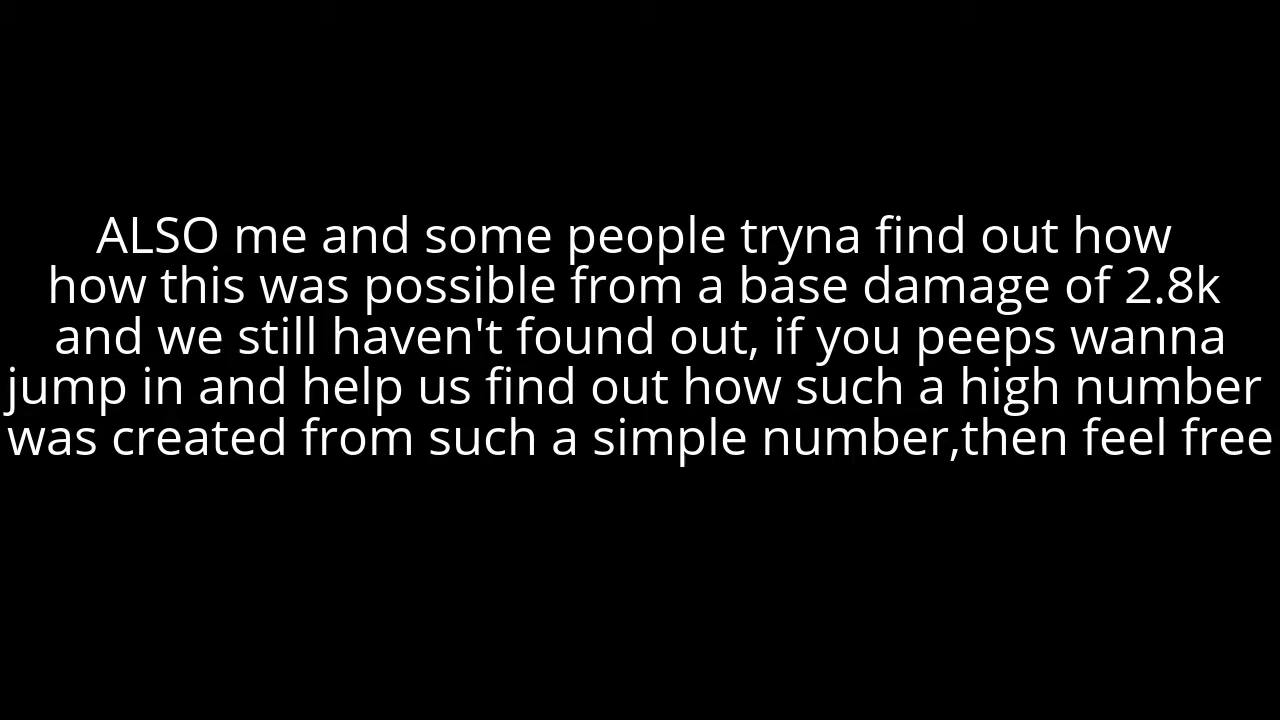 ALSO me and some people tryna find out how
how this was possible from a base damage of 2.8k
and we still haven't found out, if you peeps wanna
jump in and help us find out how such a high number
was created from such a simple number,then feel free